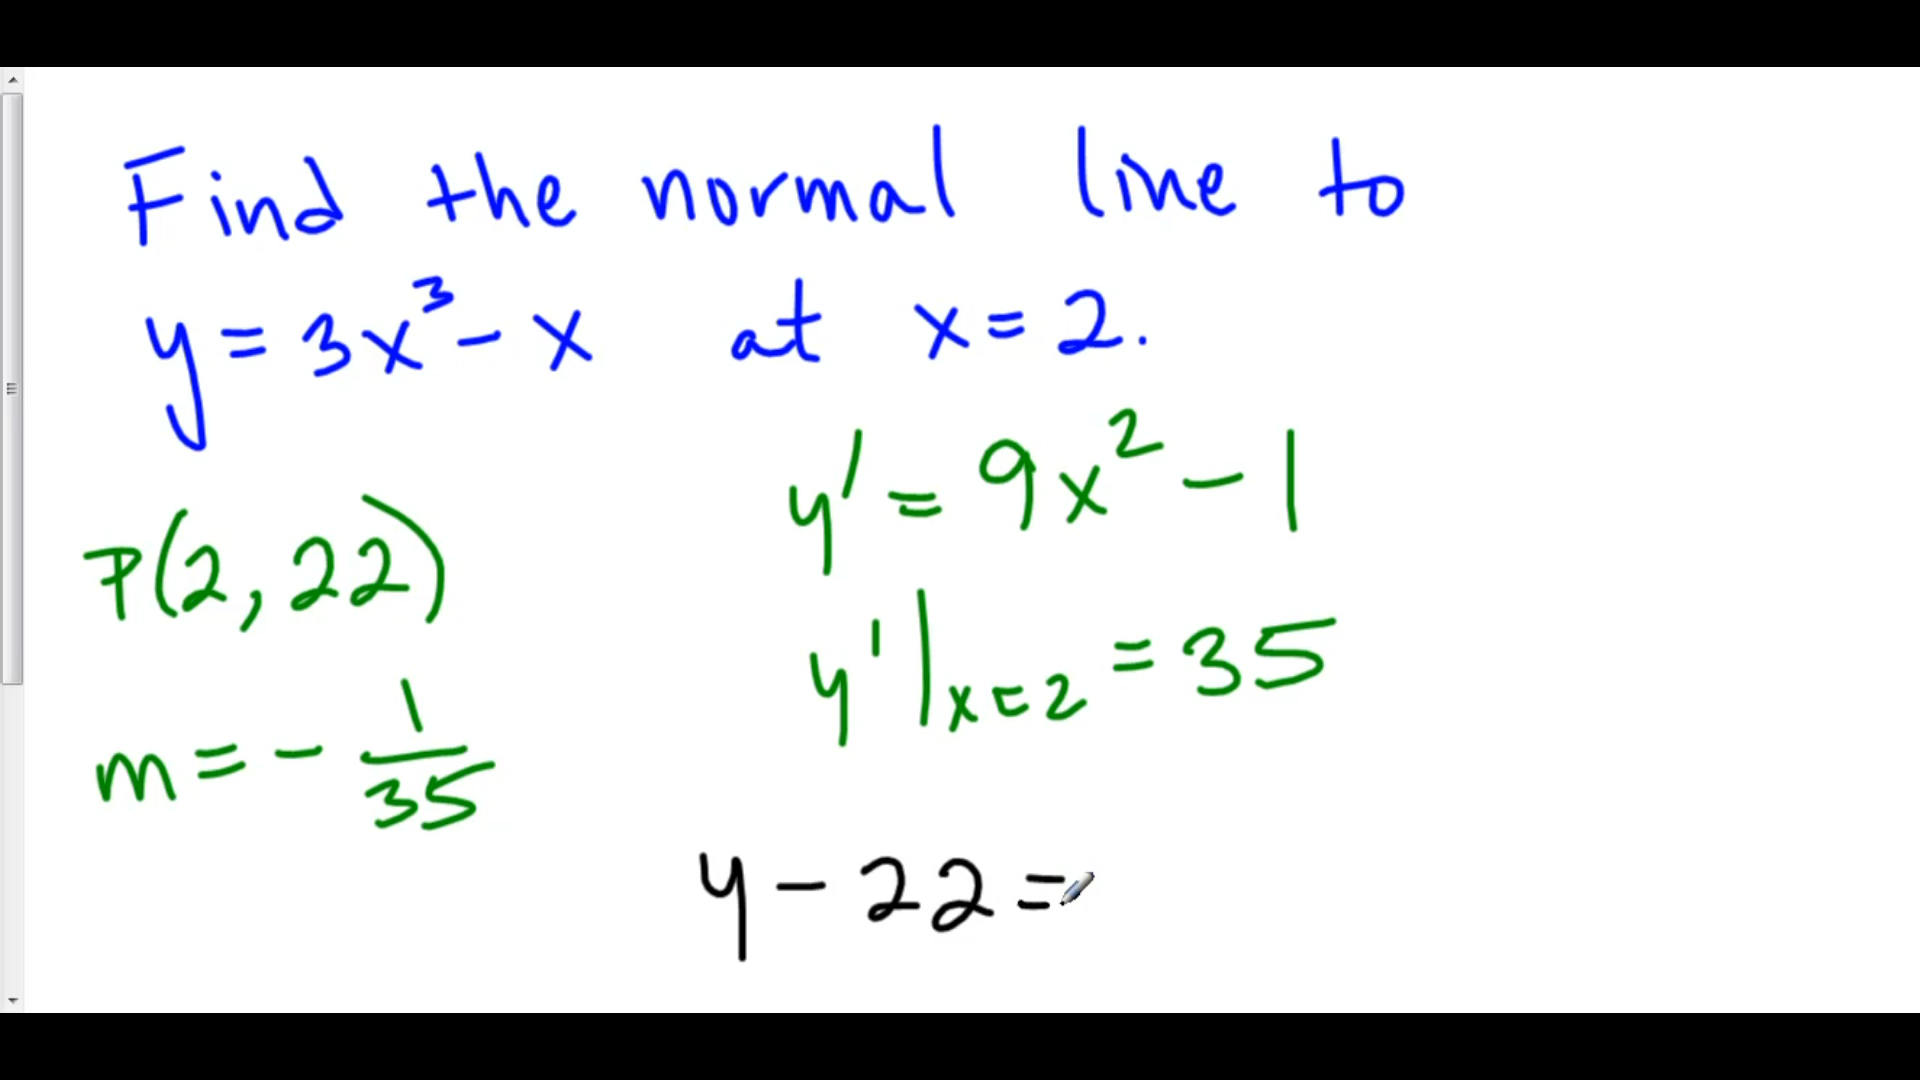 Find the normal line to
y = 3x³ - x at x = 2.
y' = 9x² - 1
P(2, 22)
y'|ₓ₌₂ = 35
m = - 1/35
y - 22 =